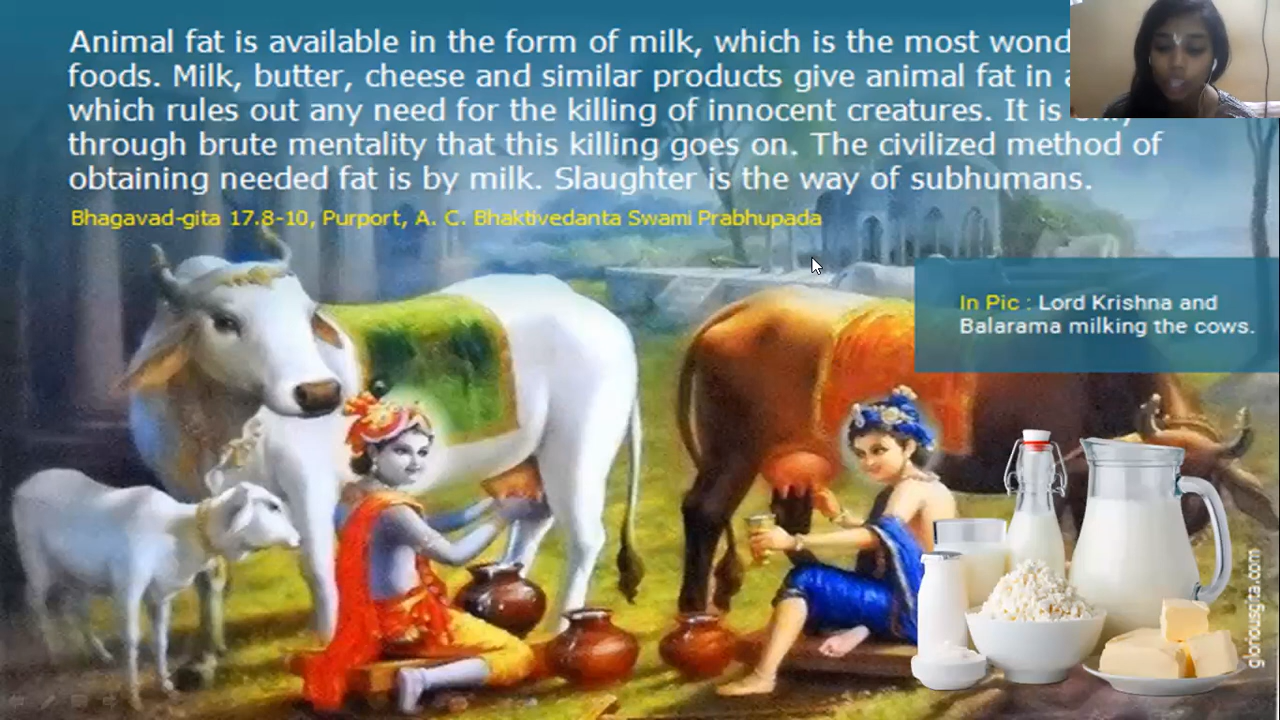 Animal fat is available in the form of milk, which is the most
foods. Milk, butter, cheese and similar products give animal fat in
which rules out any need for the killing of innocent creatures. It is
through brute mentality that this killing goes on. The civilized method of
obtaining needed fat is by milk. Slaughter is the way of subhumans.
Bhagavad-gita 17.8-10, Purport, A. C. Bhaktivedanta Swami Prabhupada
In Pic : Lord Krishna and
Balarama milking the cows.
gloriousgita.com